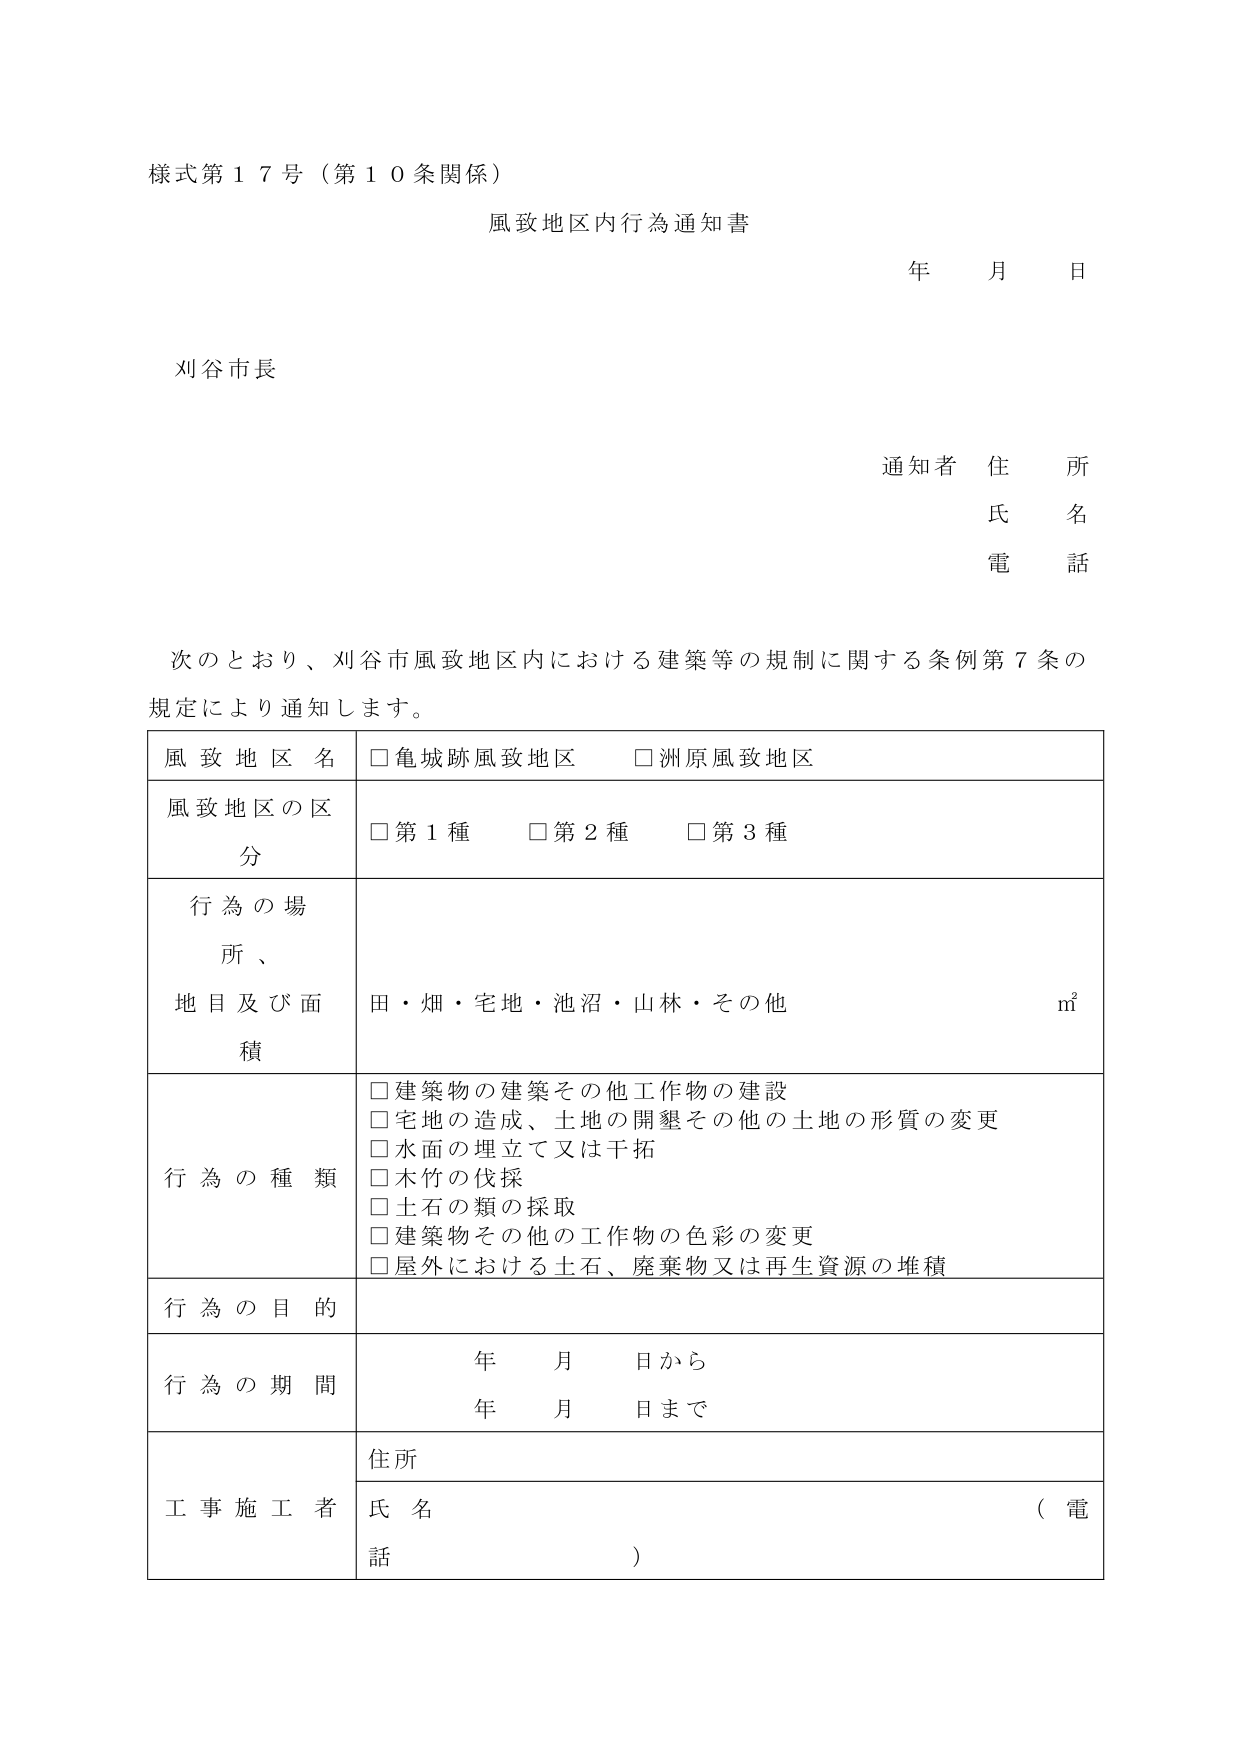 様式第１７号（第１０条関係）
風致地区内行為通知書
年　　月　　日
刈谷市長
通知者　住　　所
氏　　名
電　　話
次のとおり、刈谷市風致地区内における建築等の規制に関する条例第７条の
規定により通知します。
風致地区名　□亀城跡風致地区　　□洲原風致地区
風致地区の区
分
□第１種　　□第２種　　□第３種
行為の場
所、
地目及び面
積
田・畑・宅地・池沼・山林・その他　　㎡
行為の種類
□建築物の建築その他工作物の建設
□宅地の造成、土地の開墾その他の土地の形質の変更
□水面の埋立て又は干拓
□木竹の伐採
□土石の類の採取
□建築物その他の工作物の色彩の変更
□屋外における土石、廃棄物又は再生資源の堆積
行為の目的
行為の期間
年　　月　　日から
年　　月　　日まで
工事施工者
住所
氏名　　（電
話　　）